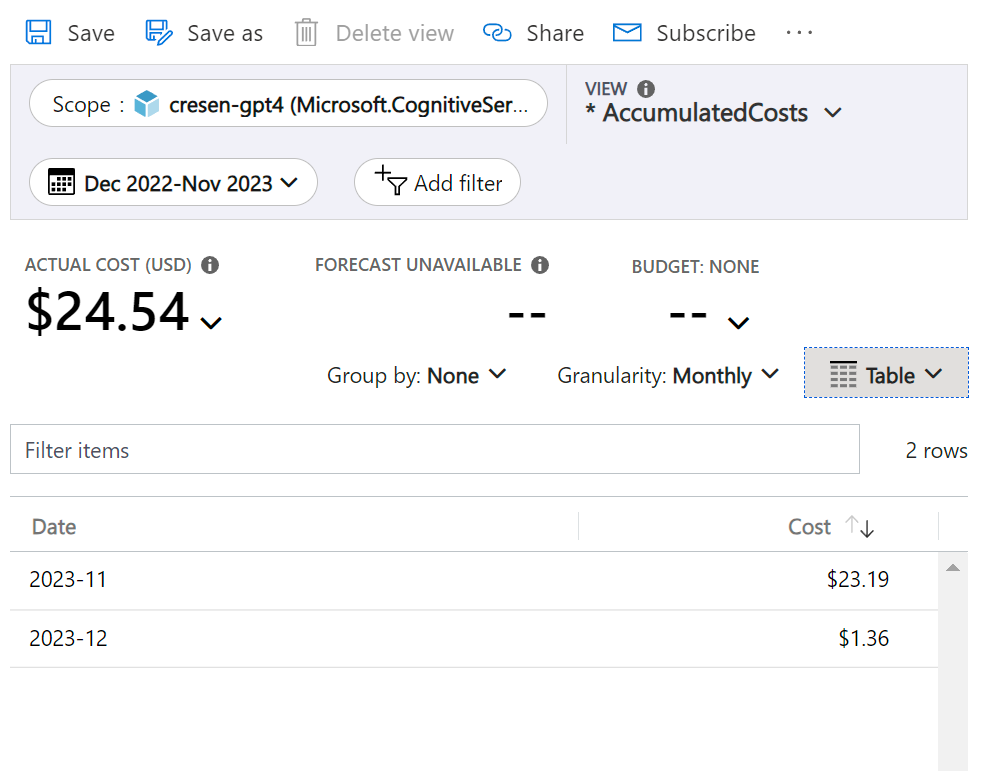 Save Save as Delete view Share Subscribe ...
Scope : cresen-gpt4 (Microsoft.CognitiveSer...
VIEW
* AccumulatedCosts
Dec 2022-Nov 2023 Add filter
ACTUAL COST (USD) FORECAST UNAVAILABLE BUDGET: NONE
$24.54 -- --
Group by: None Granularity: Monthly Table
Filter items 2 rows
Date Cost
2023-11 $23.19
2023-12 $1.36